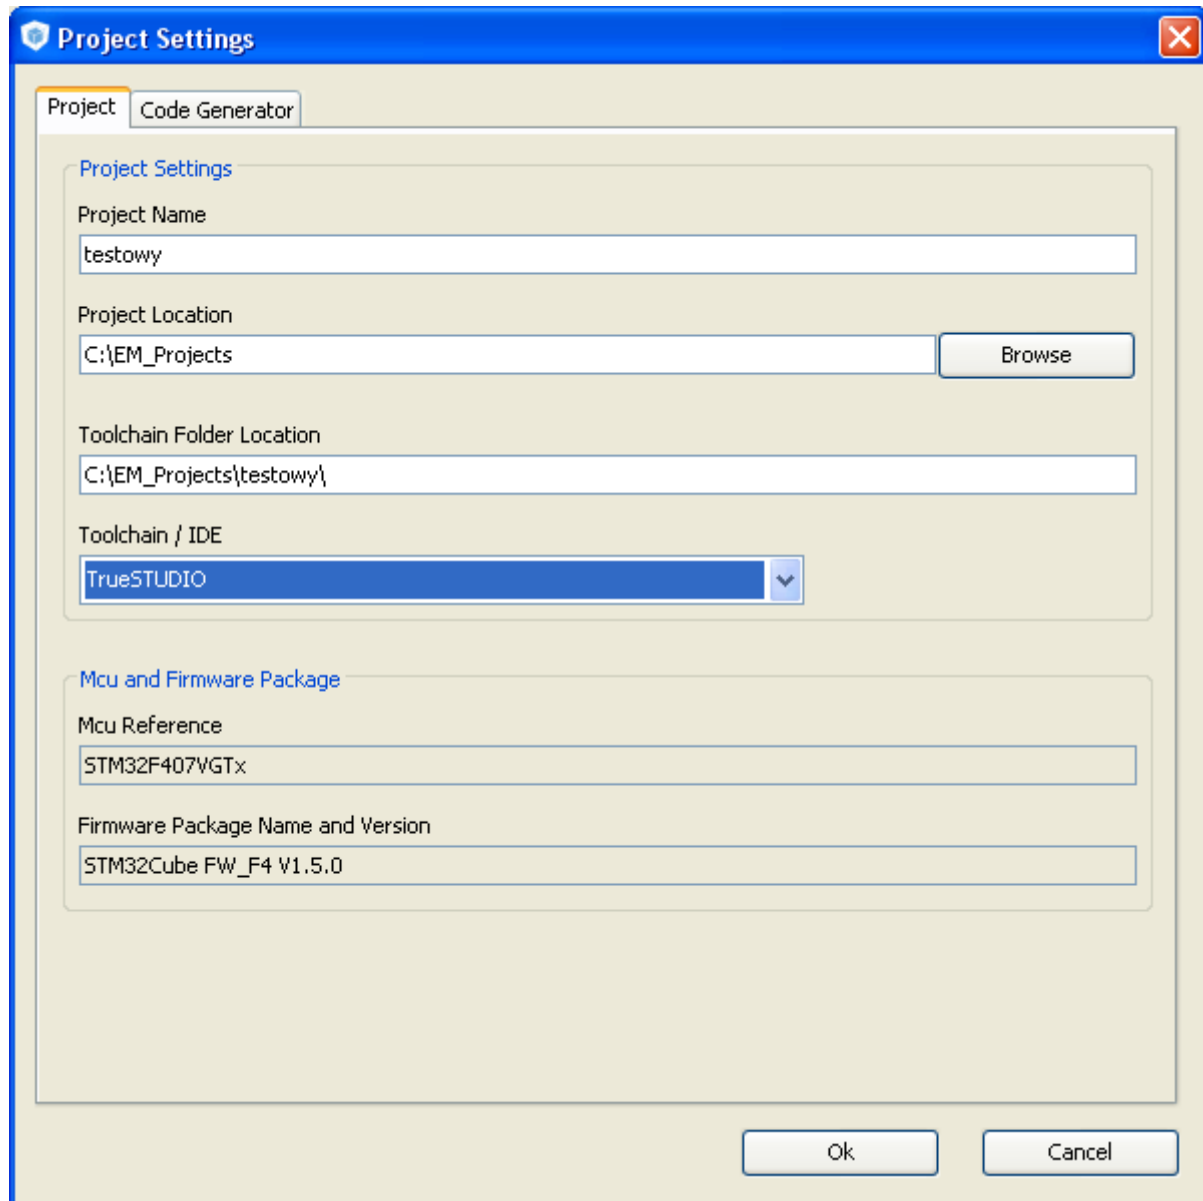 Project Settings
Project
Code Generator
Project Settings
Project Name
testowy
Project Location
C:\EM_Projects
Browse
Toolchain Folder Location
C:\EM_Projects\testowy\
Toolchain / IDE
TrueSTUDIO
Mcu and Firmware Package
Mcu Reference
STM32F407VGTx
Firmware Package Name and Version
STM32Cube FW_F4 V1.5.0
Ok
Cancel